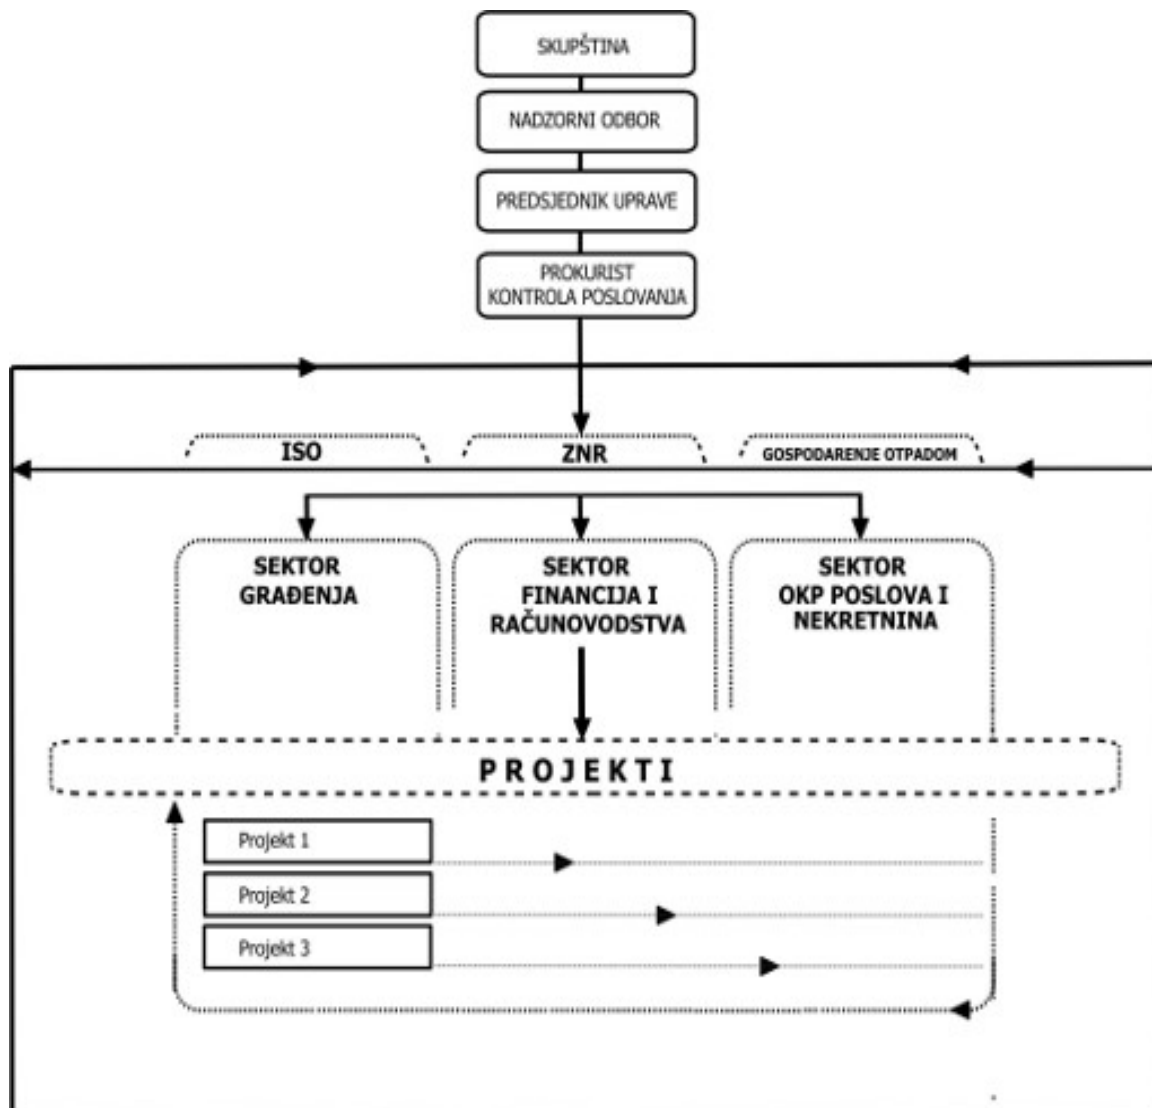 SKUPŠTINA
NADZORNI ODBOR
PREDSJEDNIK UPRAVE
PROKURIST
KONTROLA POSLOVANJA
ISO
ZNR
GOSPODARENJE OTPADOM
SEKTOR
GRAĐENJA
SEKTOR
FINANCIJA I
RAČUNOVODSTVA
SEKTOR
OKP POSLOVA I
NEKRETNINA
PROJEKTI
Projekt 1
Projekt 2
Projekt 3